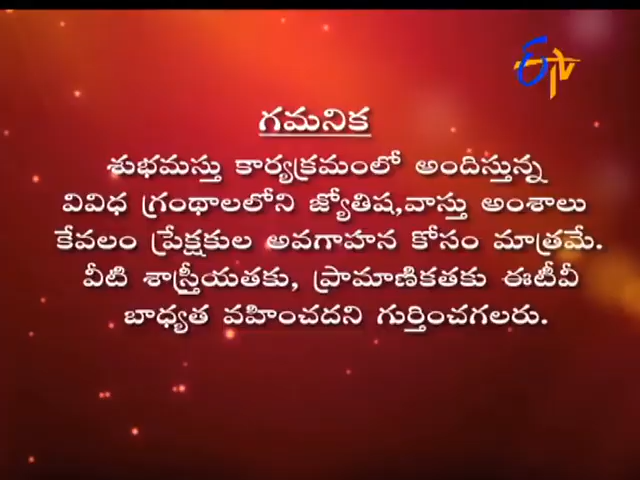 ETV
గమనిక
శుభమస్తు కార్యక్రమంలో అందిస్తున్న
వివిధ గ్రంథాలలోని జ్యోతిష,వాస్తు అంశాలు
కేవలం ప్రేక్షకుల అవగాహన కోసం మాత్రమే.
వీటి శాస్త్రీయతకు, ప్రామాణికతకు ఈటీవీ
బాధ్యత వహించదని గుర్తించగలరు.